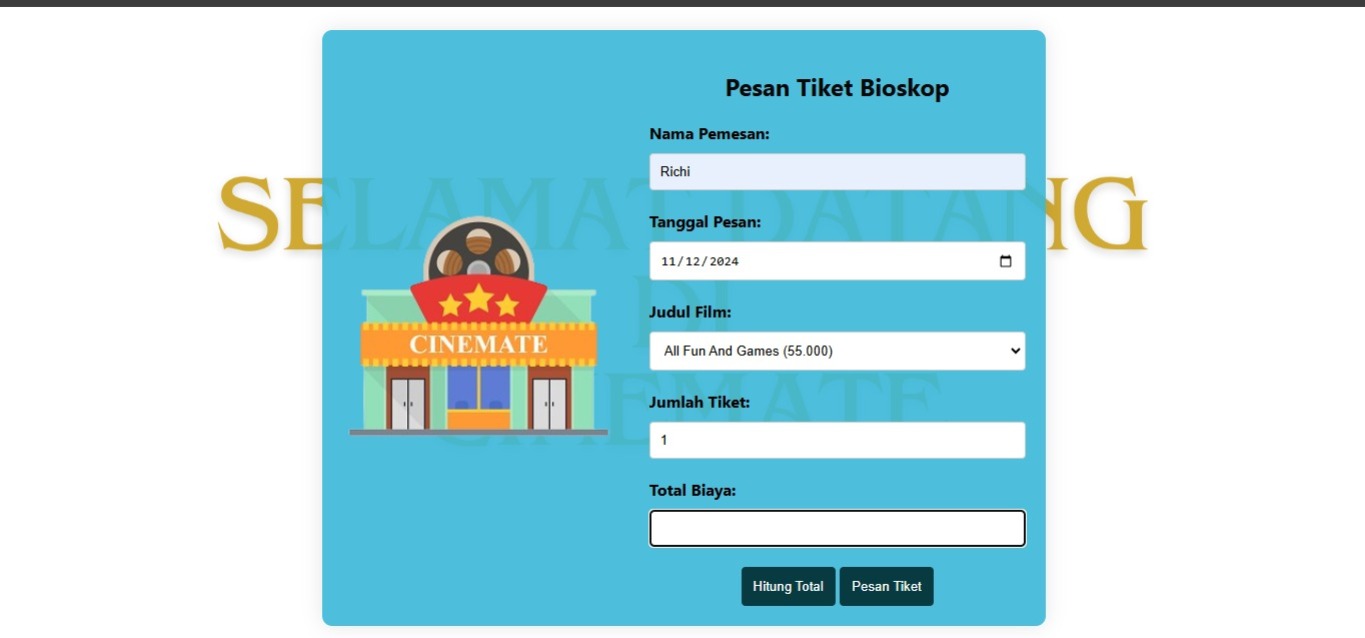 SELAMAT DATANG
DI
CINEMATE
CINEMATE
Pesan Tiket Bioskop
Nama Pemesan:
Richi
Tanggal Pesan:
11/12/2024
Judul Film:
All Fun And Games (55.000)
Jumlah Tiket:
1
Total Biaya:
Hitung Total Pesan Tiket